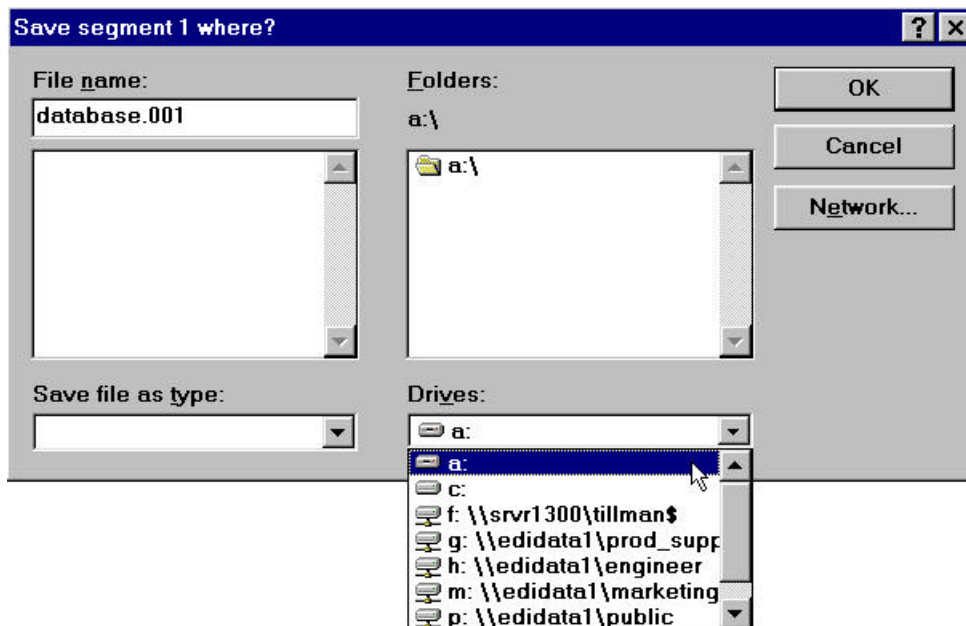 Save segment 1 where?
File name:
database.001
Folders:
a:\
a:\
OK
Cancel
Network...
Save file as type:
Drives:
a:
a:
c:
f: \\srvr1300\tillman$
g: \\edidata1\prod_supp
h: \\edidata1\engineer
m: \\edidata1\marketing
p: \\edidata1\public